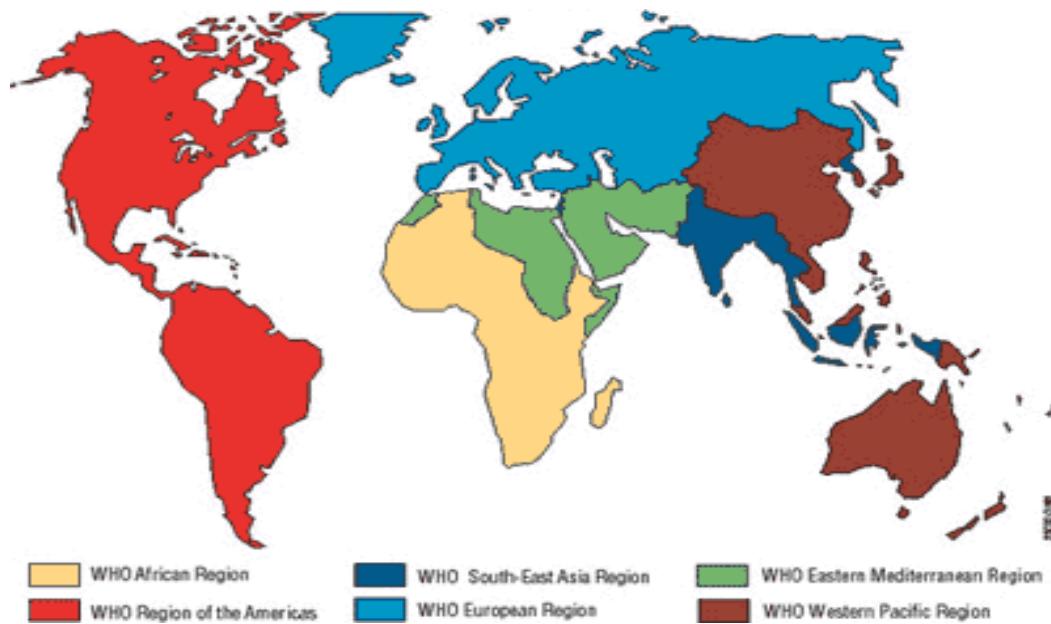 WHO African Region
WHO South-East Asia Region
WHO Eastern Mediterranean Region
WHO Region of the Americas
WHO European Region
WHO Western Pacific Region